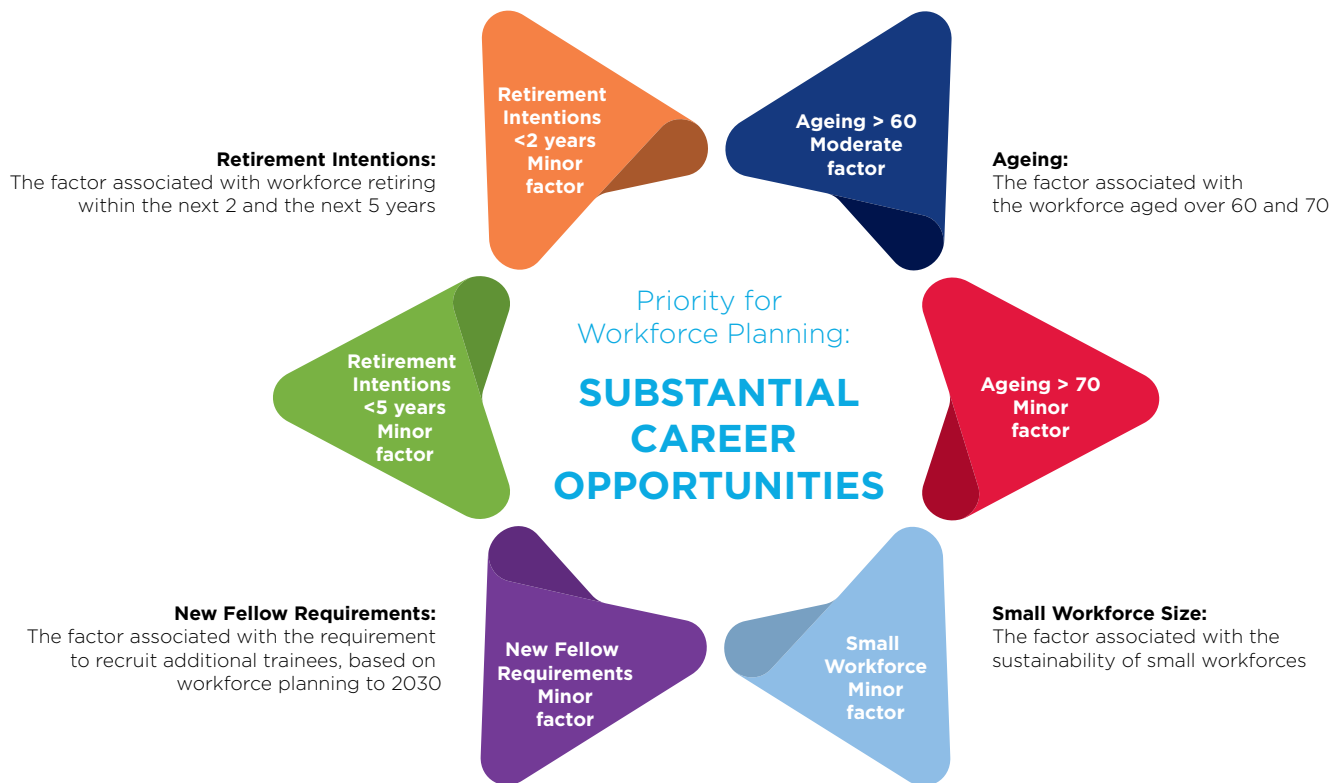 Retirement
Intentions
<2 years
Minor
factor
Ageing > 60
Moderate
factor
Retirement Intentions:
The factor associated with workforce retiring
within the next 2 and the next 5 years
Ageing:
The factor associated with
the workforce aged over 60 and 70
Priority for
Workforce Planning:
SUBSTANTIAL
CAREER
OPPORTUNITIES
Retirement
Intentions
<5 years
Minor
factor
Ageing > 70
Minor
factor
New Fellow Requirements:
The factor associated with the requirement
to recruit additional trainees, based on
workforce planning to 2030
New Fellow
Requirements
Minor
factor
Small
Workforce
Minor
factor
Small Workforce Size:
The factor associated with the
sustainability of small workforces